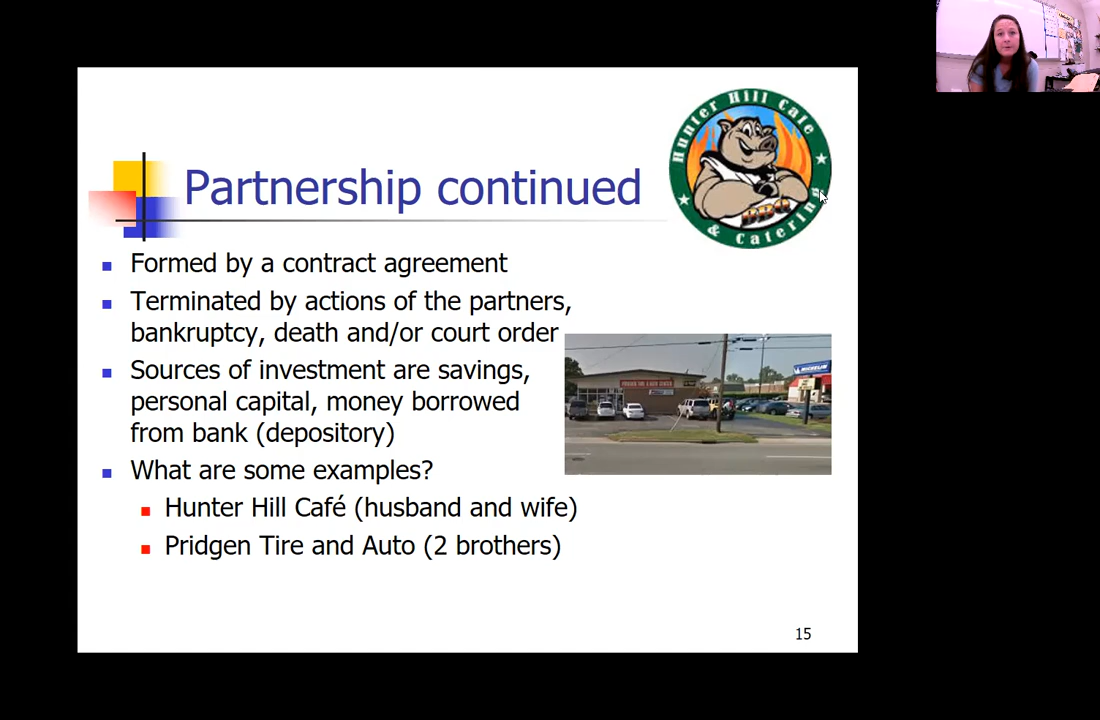 Hunter Hill Cafe
BBQ
& Catering
Partnership continued
Formed by a contract agreement
Terminated by actions of the partners,
bankruptcy, death and/or court order
Sources of investment are savings,
personal capital, money borrowed
from bank (depository)
MICHELIN
What are some examples?
Hunter Hill Café (husband and wife)
Pridgen Tire and Auto (2 brothers)
15